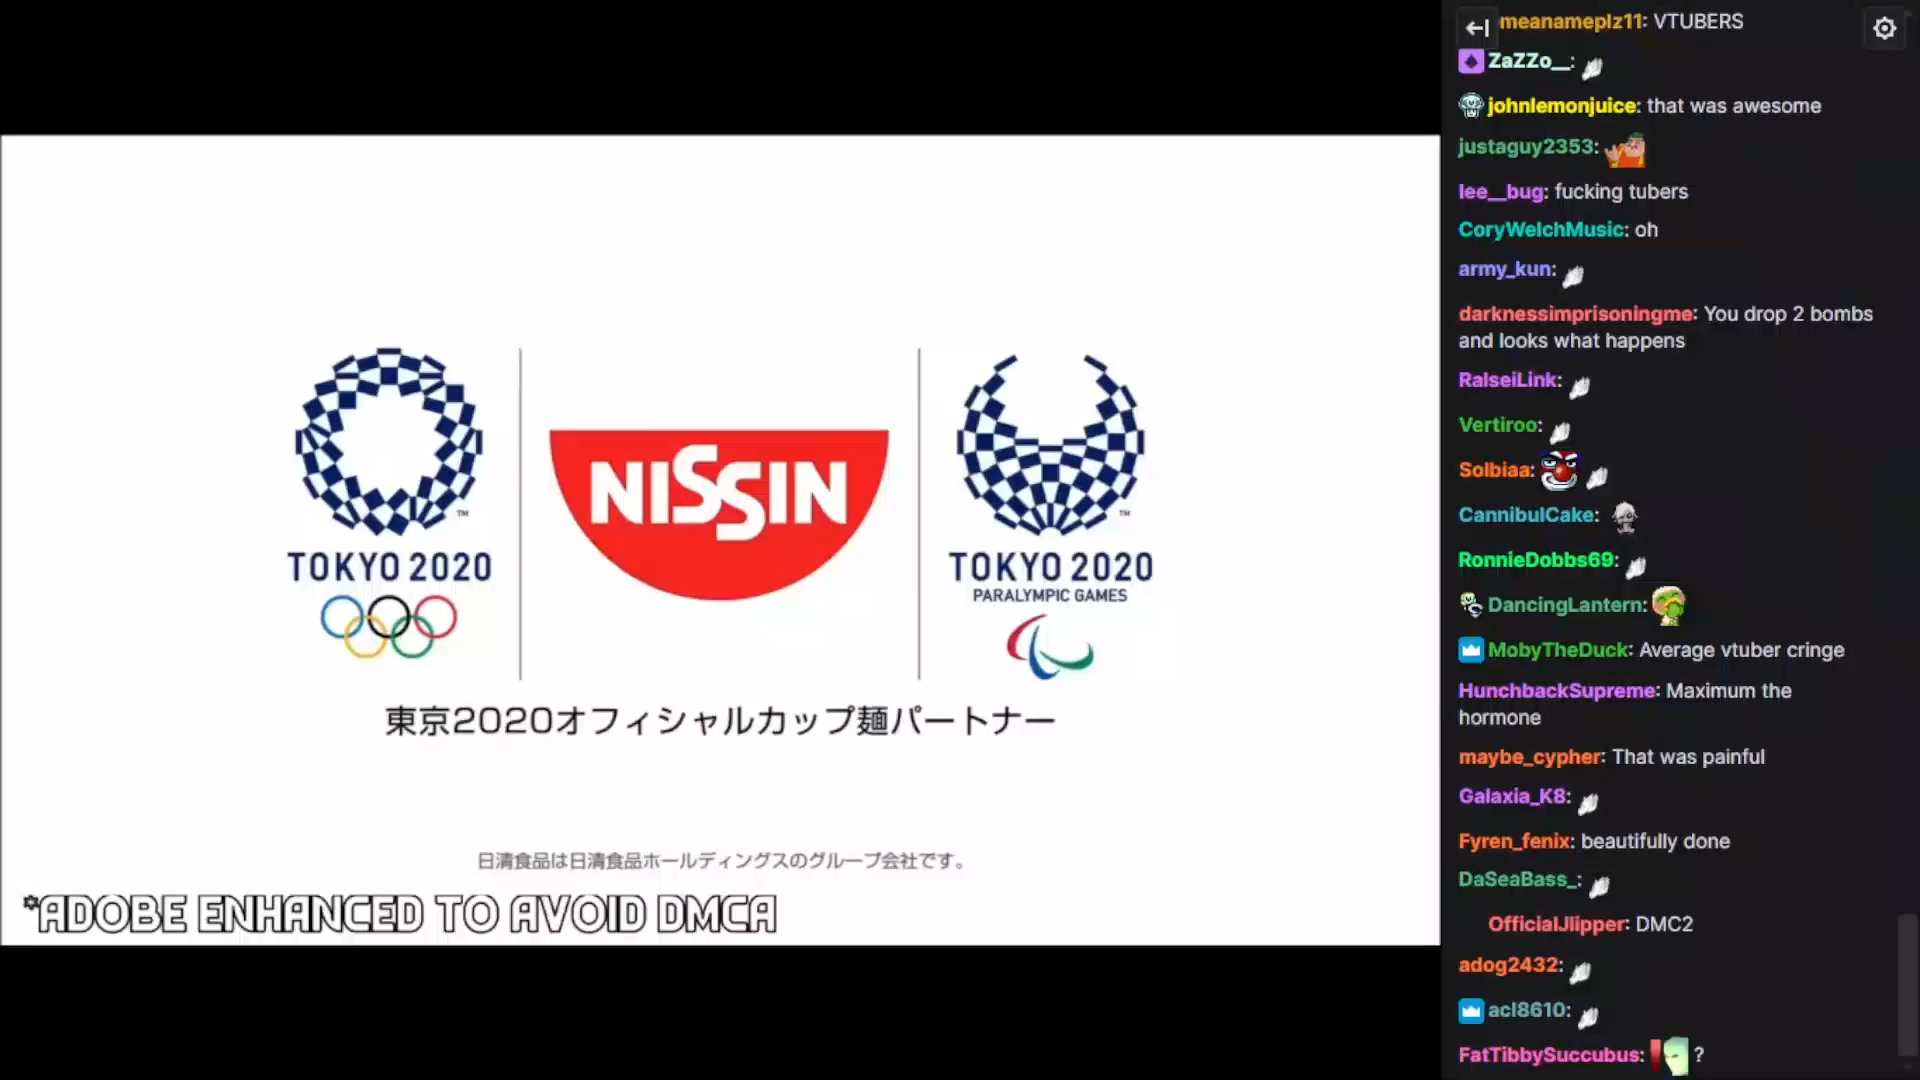 TOKYO 2020
NISSIN
TOKYO 2020
PARALYMPIC GAMES
東京2020オフィシャルカップ麺パートナー
日清食品は日清食品ホールディングスのグループ会社です。
*ADOBE ENHANCED TO AVOID DMCA
meanameplz11: VTUBERS
ZaZZo__:
johnlemonjuice: that was awesome
justaguy2353:
lee__bug: fucking tubers
CoryWelchMusic: oh
army_kun:
darknessimprisoningme: You drop 2 bombs
and looks what happens
RalseiLink:
Vertiroo:
Solbiaa:
CannibulCake:
RonnieDobbs69:
DancingLantern:
MobyTheDuck: Average vtuber cringe
HunchbackSupreme: Maximum the
hormone
maybe_cypher: That was painful
Galaxia_K8:
Fyren_fenix: beautifully done
DaSeaBass_:
OfficialJlipper: DMC2
adog2432:
acl8610:
FatTibbySuccubus: ?